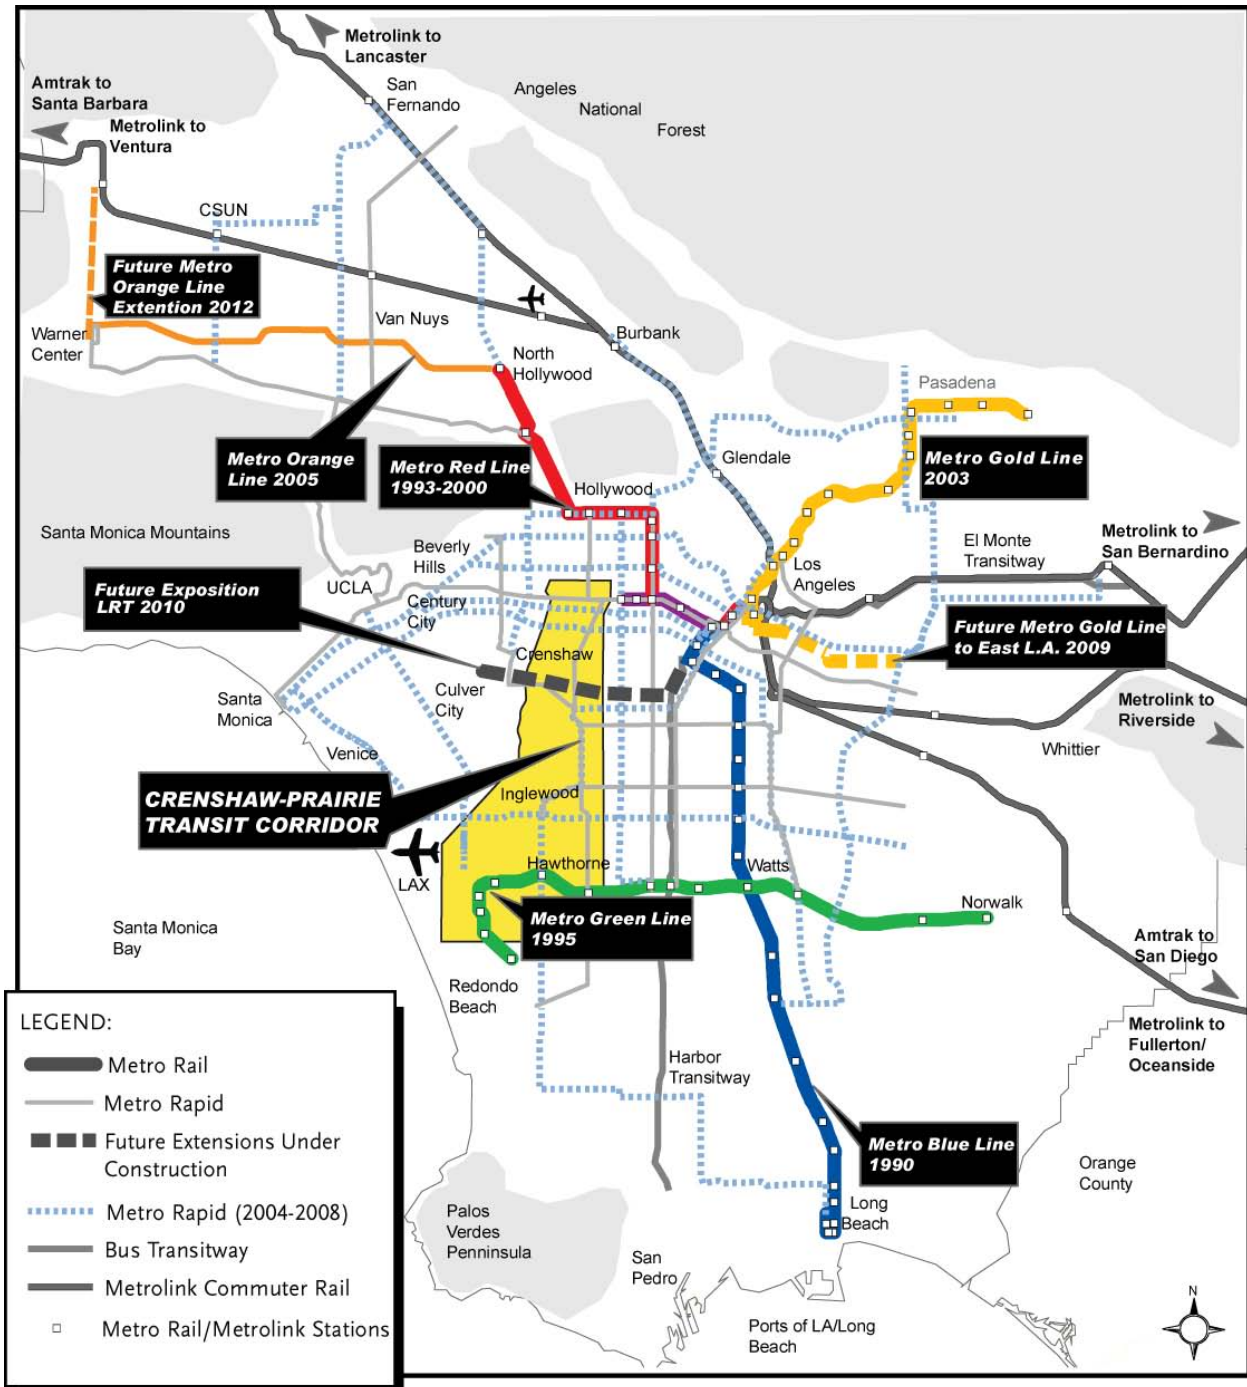 Metrolink to
Lancaster
Amtrak to
Santa Barbara
Metrolink to
Ventura
San
Fernando
Angeles
National
Forest
CSUN
Future Metro
Orange Line
Extention 2012
Warner
Center
Van Nuys
Burbank
North
Hollywood
Pasadena
Metro Orange
Line 2005
Metro Red Line
1993-2000
Glendale
Metro Gold Line
2003
Hollywood
Santa Monica Mountains
Beverly
Hills
El Monte
Transitway
Metrolink to
San Bernardino
Los
Angeles
Future Exposition
LRT 2010
UCLA
Century
City
Future Metro Gold Line
to East L.A. 2009
Crenshaw
Culver
City
Santa
Monica
Metrolink to
Riverside
Venice
Whittier
CRENSHAW-PRAIRIE
TRANSIT CORRIDOR
Inglewood
LAX
Hawthorne
Watts
Norwalk
Metro Green Line
1995
Santa Monica
Bay
Amtrak to
San Diego
Redondo
Beach
Metrolink to
Fullerton/
Oceanside
Harbor
Transitway
Metro Blue Line
1990
Orange
County
Long
Beach
Palos
Verdes
Penninsula
San
Pedro
Ports of LA/Long
Beach
N
LEGEND:
Metro Rail
Metro Rapid
Future Extensions Under
Construction
Metro Rapid (2004-2008)
Bus Transitway
Metrolink Commuter Rail
Metro Rail/Metrolink Stations